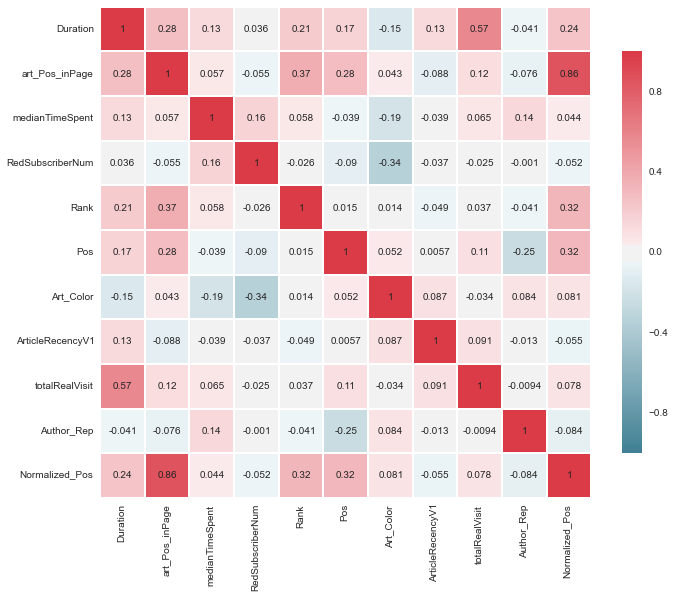 Duration 1 0.28 0.13 0.036 0.21 0.17 -0.15 0.13 0.57 -0.041 0.24
art_Pos_inPage 0.28 1 0.057 -0.055 0.37 0.28 0.043 -0.088 0.12 -0.076 0.86
medianTimeSpent 0.13 0.057 1 0.16 0.058 -0.039 -0.19 -0.039 0.065 0.14 0.044
RedSubscriberNum 0.036 -0.055 0.16 1 -0.026 -0.09 -0.34 -0.037 -0.025 -0.001 -0.052
Rank 0.21 0.37 0.058 -0.026 1 0.015 0.014 -0.049 0.037 -0.041 0.32
Pos 0.17 0.28 -0.039 -0.09 0.015 1 0.052 0.0057 0.11 -0.25 0.32
Art_Color -0.15 0.043 -0.19 -0.34 0.014 0.052 1 0.087 -0.034 0.084 0.081
ArticleRecencyV1 0.13 -0.088 -0.039 -0.037 -0.049 0.0057 0.087 1 0.091 -0.013 -0.055
totalRealVisit 0.57 0.12 0.065 -0.025 0.037 0.11 -0.034 0.091 1 -0.0094 0.078
Author_Rep -0.041 -0.076 0.14 -0.001 -0.041 -0.25 0.084 -0.013 -0.0094 1 -0.084
Normalized_Pos 0.24 0.86 0.044 -0.052 0.32 0.32 0.081 -0.055 0.078 -0.084 1
Duration
art_Pos_inPage
medianTimeSpent
RedSubscriberNum
Rank
Pos
Art_Color
ArticleRecencyV1
totalRealVisit
Author_Rep
Normalized_Pos
0.8
0.4
0.0
−0.4
−0.8